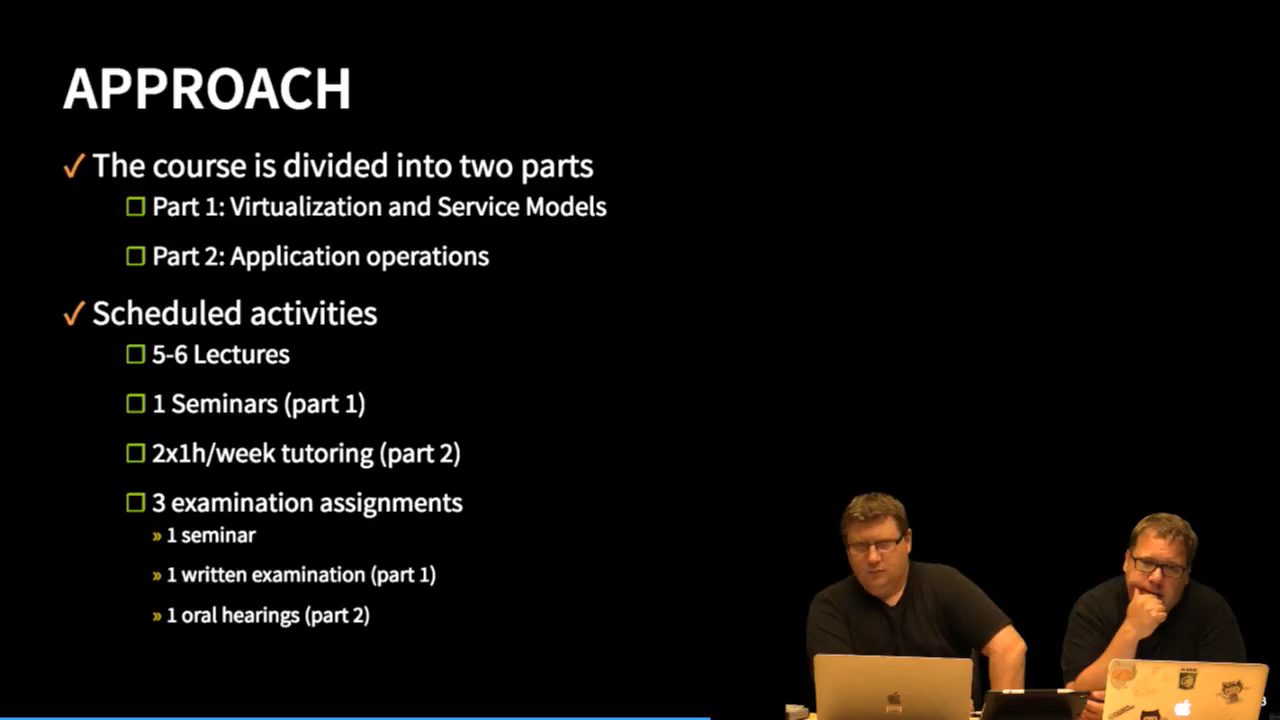 APPROACH
✓ The course is divided into two parts
❐ Part 1: Virtualization and Service Models
❐ Part 2: Application operations
✓ Scheduled activities
❐ 5-6 Lectures
❐ 1 Seminars (part 1)
❐ 2x1h/week tutoring (part 2)
❐ 3 examination assignments
» 1 seminar
» 1 written examination (part 1)
» 1 oral hearings (part 2)
3